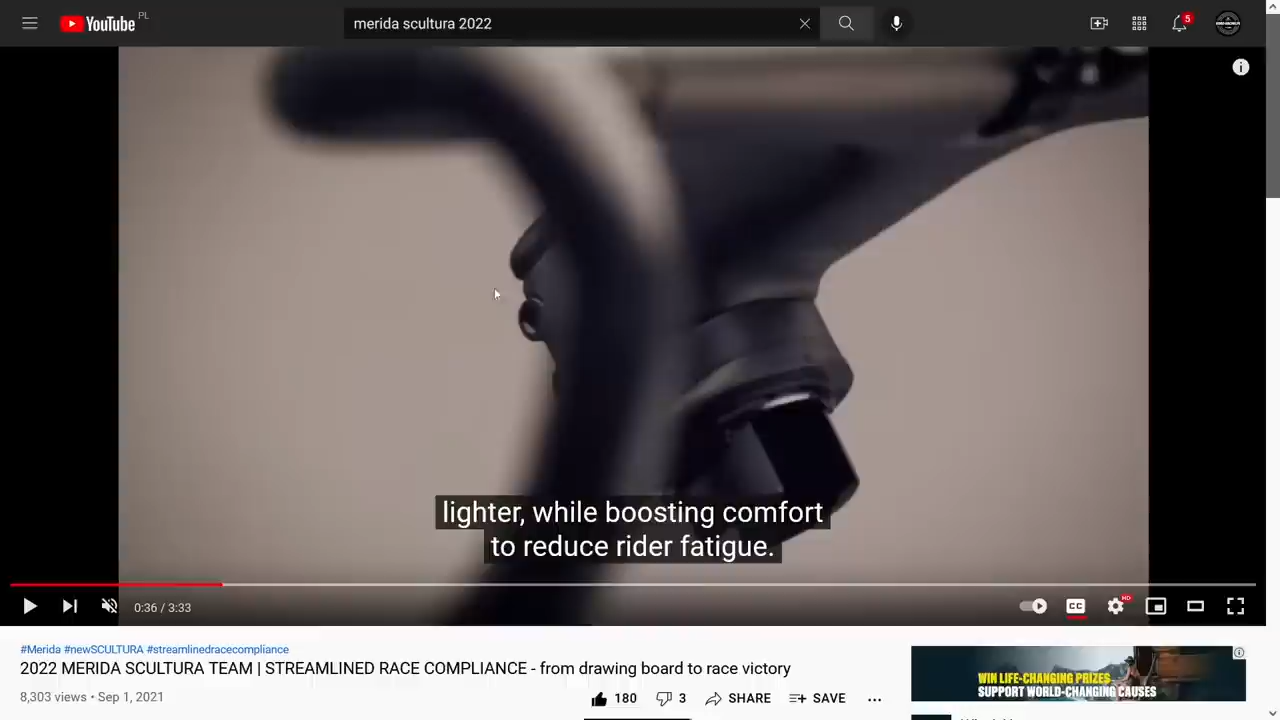 YouTube PL
merida scultura 2022
5
lighter, while boosting comfort
to reduce rider fatigue.
0:36 / 3:33
CC
HD
#Merida #newSCULTURA #streamlinedracecompliance
2022 MERIDA SCULTURA TEAM | STREAMLINED RACE COMPLIANCE - from drawing board to race victory
8,303 views • Sep 1, 2021
180
3
SHARE
SAVE
WIN LIFE-CHANGING PRIZES
SUPPORT WORLD-CHANGING CAUSES